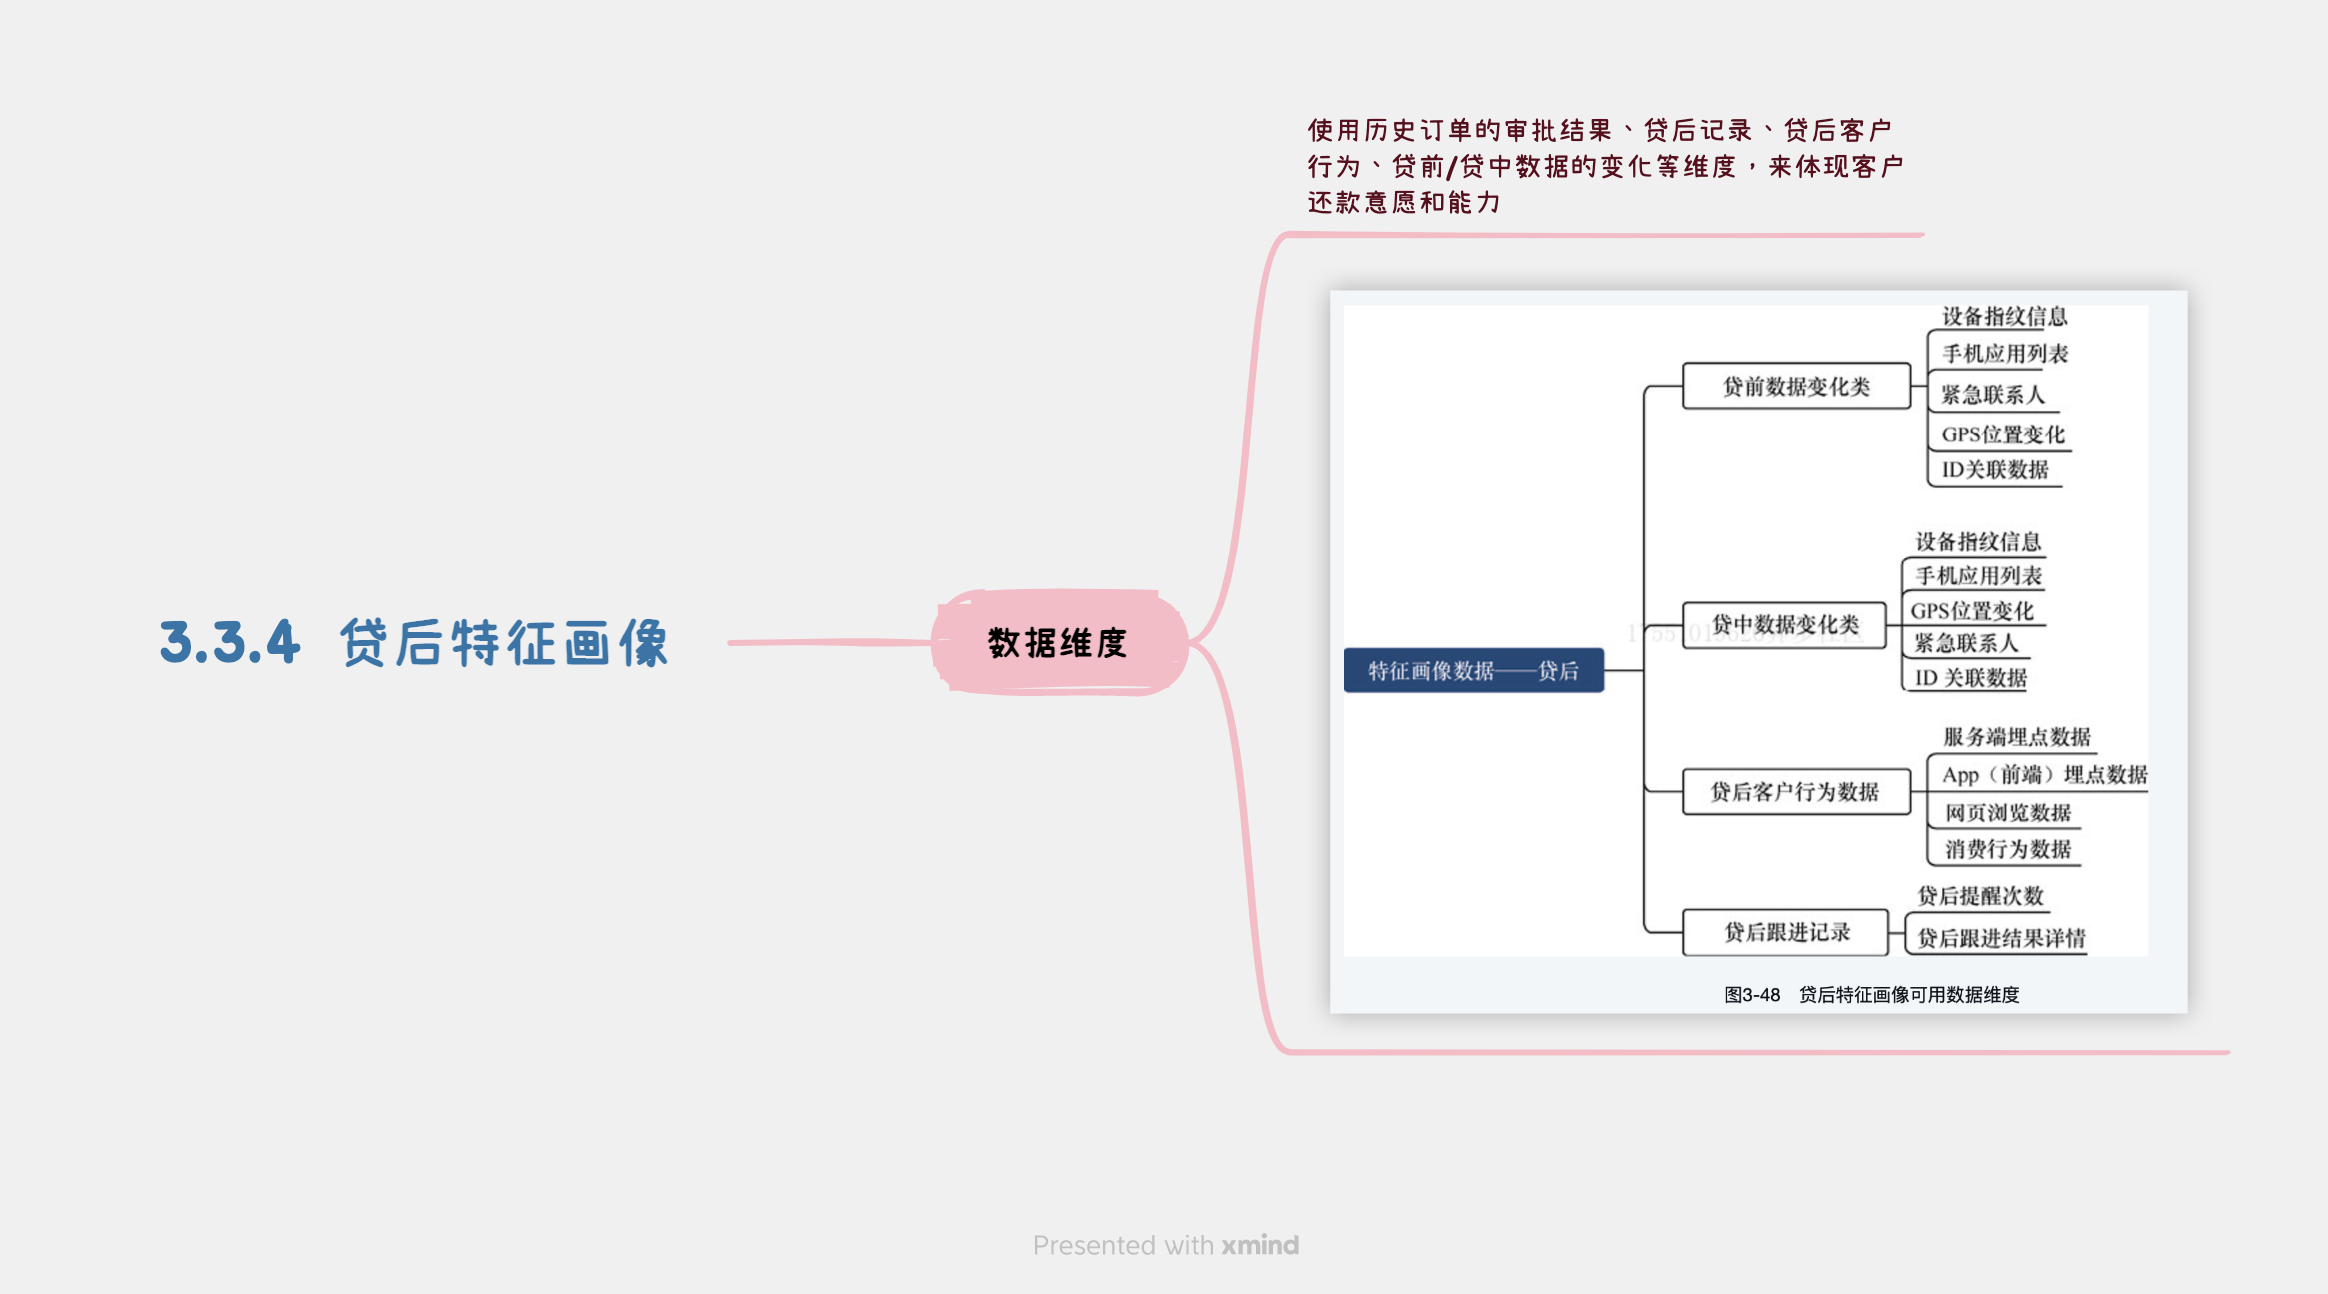 使用历史订单的审批结果、贷后记录、贷后客户
行为、贷前/贷中数据的变化等维度，来体现客户
还款意愿和能力
3.3.4 贷后特征画像
数据维度
特征画像数据——贷后
贷前数据变化类
设备指纹信息
手机应用列表
紧急联系人
GPS位置变化
ID关联数据
贷中数据变化类
设备指纹信息
手机应用列表
GPS位置变化
紧急联系人
ID 关联数据
贷后客户行为数据
服务端埋点数据
App（前端）埋点数据
网页浏览数据
消费行为数据
贷后跟进记录
贷后提醒次数
贷后跟进结果详情
图3-48 贷后特征画像可用数据维度
Presented with xmind